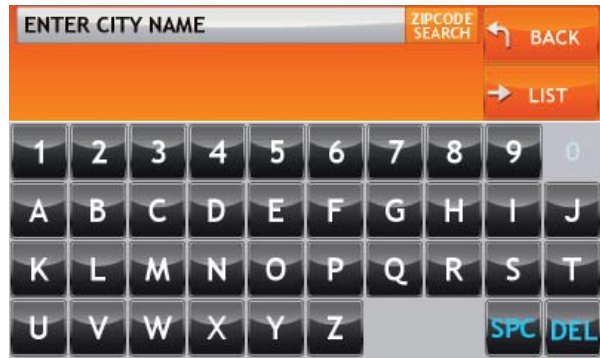 ENTER CITY NAME
ZIPCODE
SEARCH
BACK
LIST
1 2 3 4 5 6 7 8 9 0
A B C D E F G H I J
K L M N O P Q R S T
U V W X Y Z SPC DEL